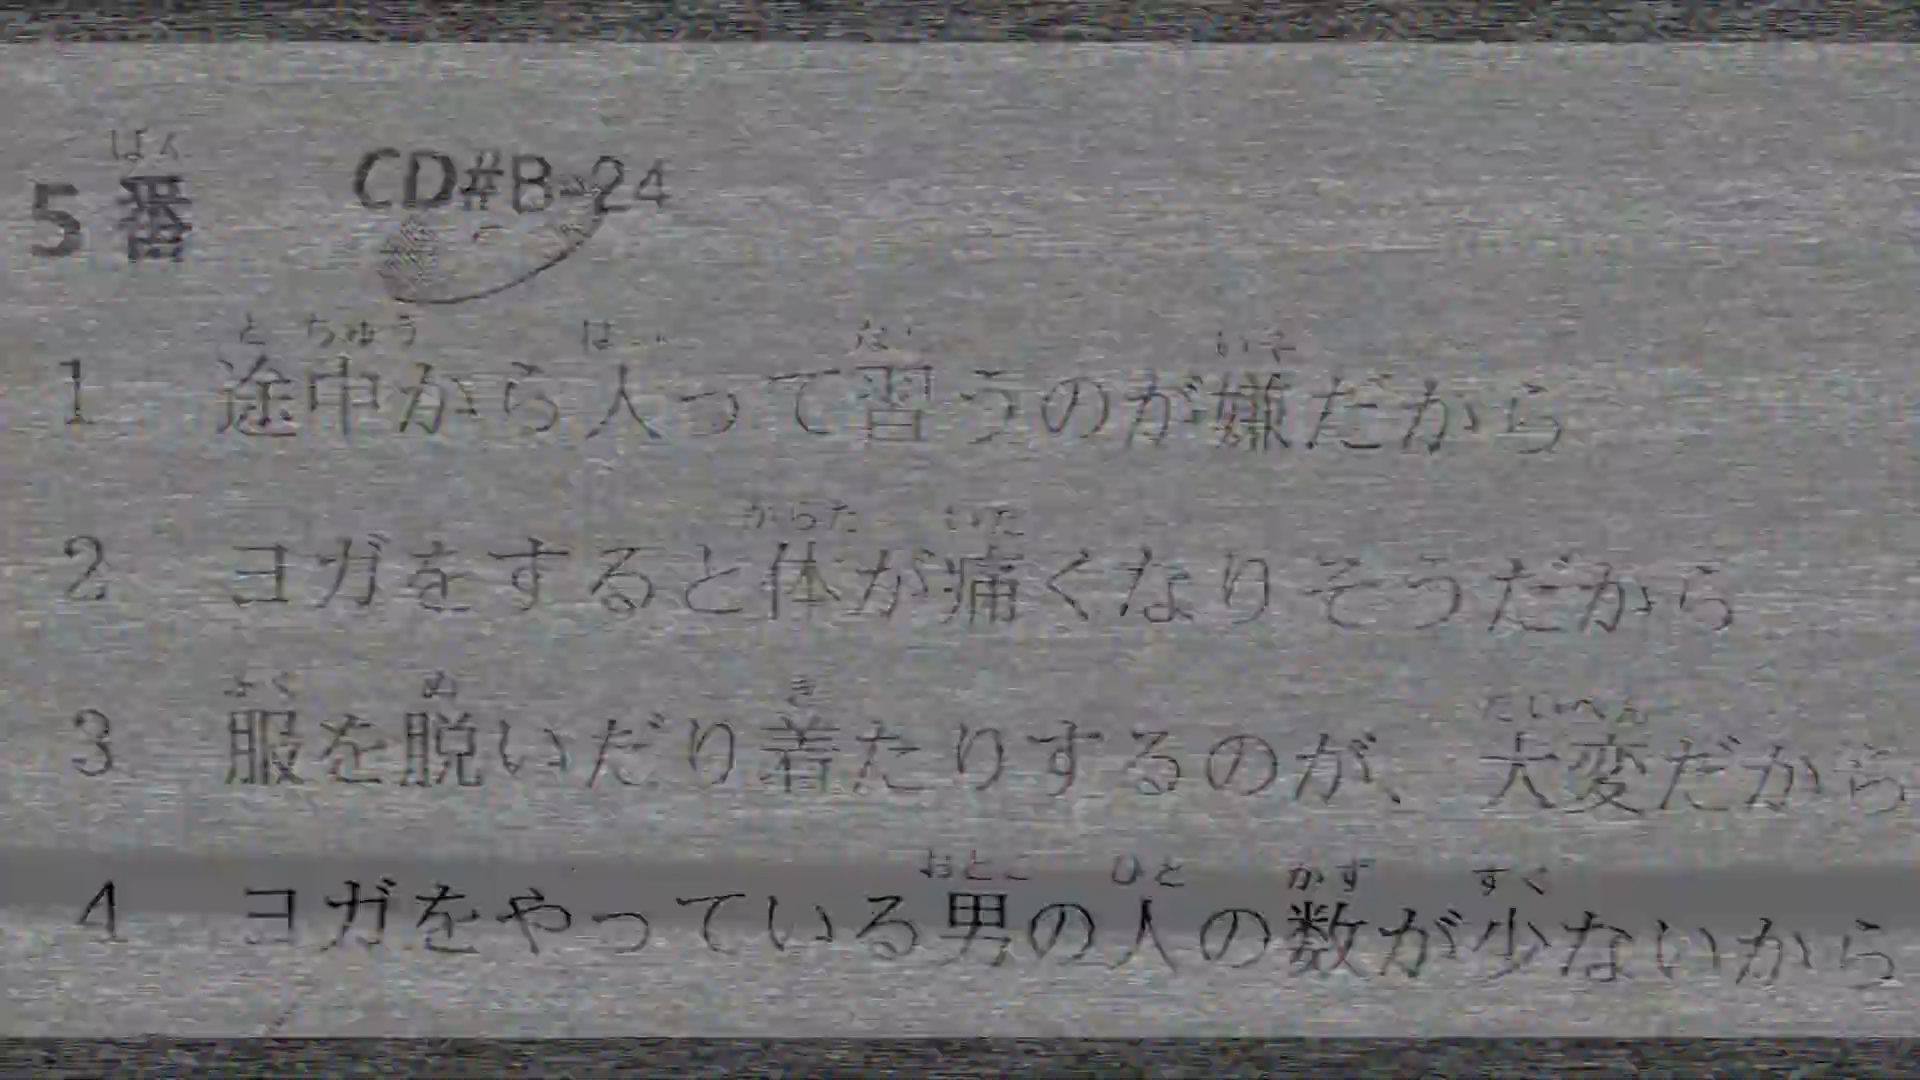 5番 CD#B-24
1 途中から入って習うのが嫌だから
2 ヨガをすると体が痛くなりそうだから
3 服を脱いだり着たりするのが、大変だから
4 ヨガをやっている男の人の数が少ないから